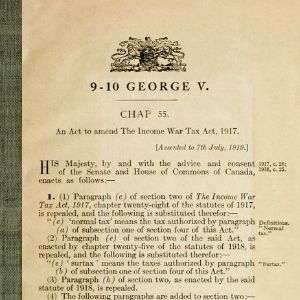 9-10 GEORGE V.
CHAP 55.
An Act to amend The Income War Tax Act, 1917.
[Assented to 7th July, 1919.]
HIS Majesty, by and with the advice and consent
of the Senate and House of Commons of Canada,
enacts as follows:—
1917, c. 28;
1918, c. 25.
1. (1) Paragraph (e) of section two of The Income War
Tax Act, 1917, chapter twenty-eight of the statutes of 1917,
is repealed, and the following is substituted therefor:—
"(e) 'normal tax' means the tax authorized by paragraph
(a) of subsection one of section four of this Act."
Definitions.
"Normal
tax."
(2) Paragraph (e) of section two of the said Act, as
enacted by chapter twenty-five of the statutes of 1918, is
repealed, and the following is substituted therefor:—
"(e) 'surtax' means the taxes authorized by paragraph
(b) of subsection one of section four of this Act."
"Surtax."
(3) Paragraph (h) of section two, as enacted by the said
statute of 1918, is repealed.
(4) The following paragraphs are added to section two:—